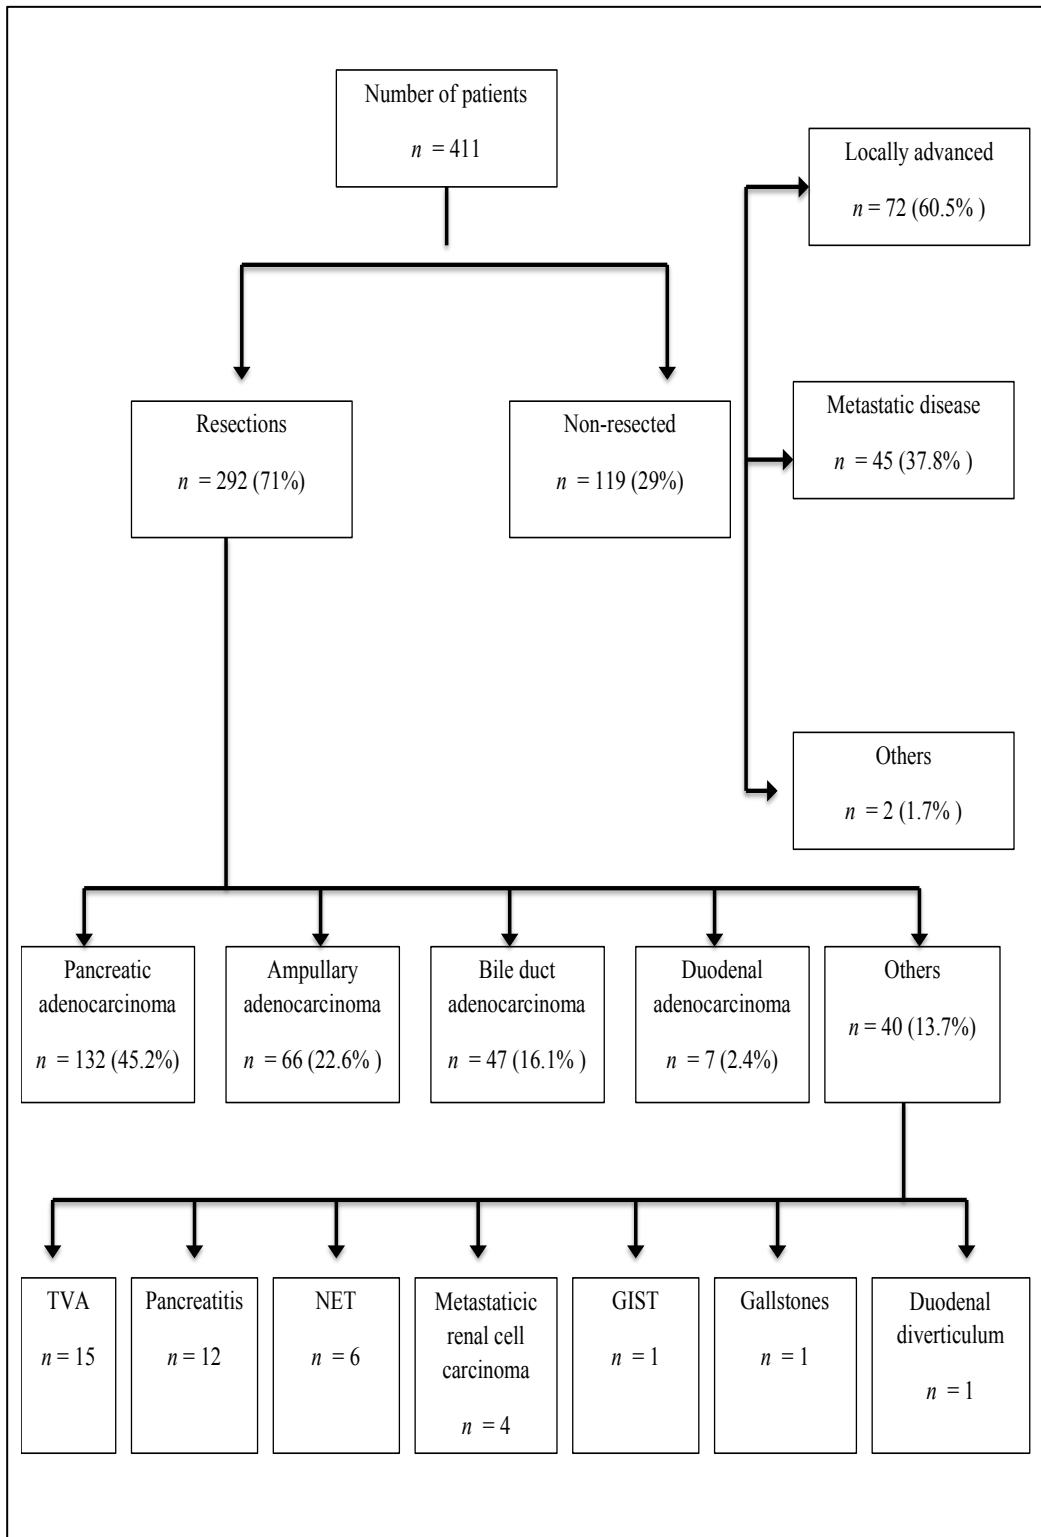 Number of patients
n = 411
Locally advanced
n = 72 (60.5% )
Resections
n = 292 (71%)
Non-resected
n = 119 (29%)
Metastatic disease
n = 45 (37.8% )
Others
n = 2 (1.7% )
Pancreatic
adenocarcinoma
n = 132 (45.2%)
Ampullary
adenocarcinoma
n = 66 (22.6% )
Bile duct
adenocarcinoma
n = 47 (16.1% )
Duodenal
adenocarcinoma
n = 7 (2.4%)
Others
n = 40 (13.7%)
TVA
n = 15
Pancreatitis
n = 12
NET
n = 6
Metastaticic
renal cell
carcinoma
n = 4
GIST
n = 1
Gallstones
n = 1
Duodenal
diverticulum
n = 1